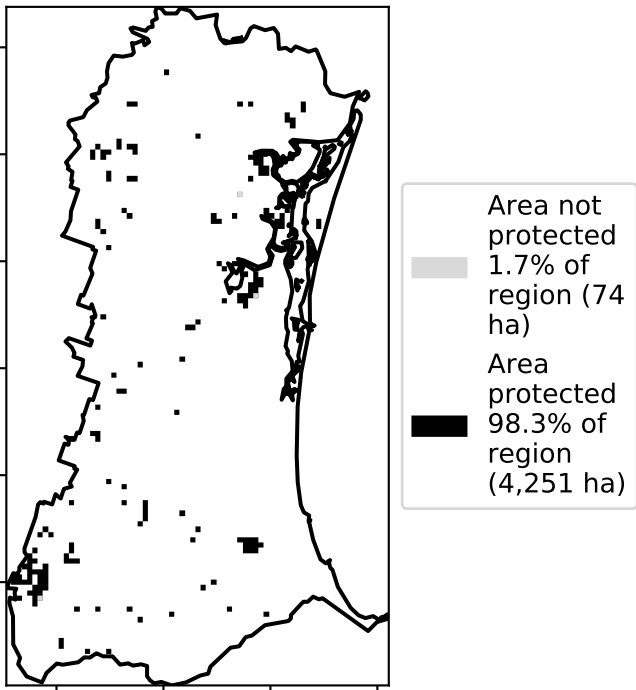 Area not
protected
1.7% of
region (74
ha)
Area
protected
98.3% of
region
(4,251 ha)